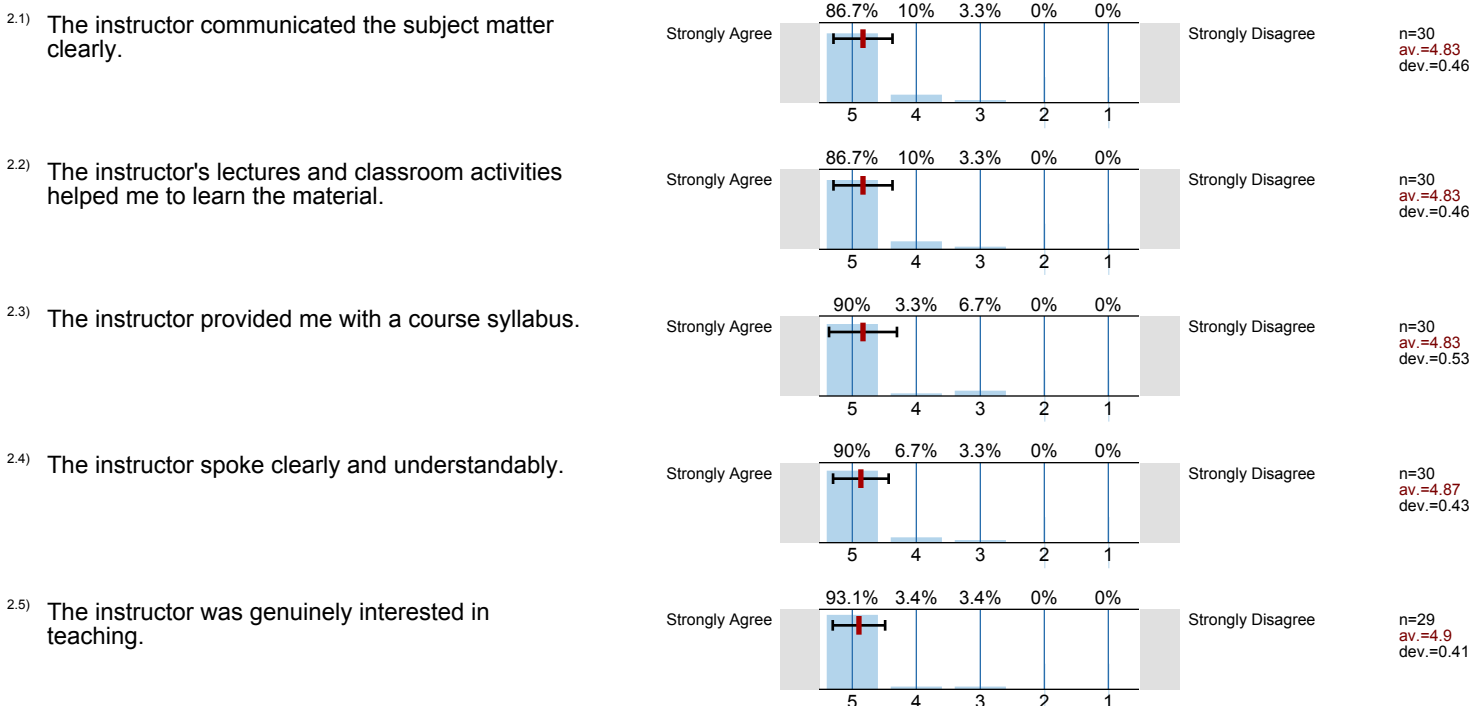 2.1) The instructor communicated the subject matter
clearly.
86.7% 10% 3.3% 0% 0%
Strongly Agree
Strongly Disagree
n=30
av.=4.83
dev.=0.46
5 4 3 2 1
2.2) The instructor's lectures and classroom activities
helped me to learn the material.
86.7% 10% 3.3% 0% 0%
Strongly Agree
Strongly Disagree
n=30
av.=4.83
dev.=0.46
5 4 3 2 1
2.3) The instructor provided me with a course syllabus.
90% 3.3% 6.7% 0% 0%
Strongly Agree
Strongly Disagree
n=30
av.=4.83
dev.=0.53
5 4 3 2 1
2.4) The instructor spoke clearly and understandably.
90% 6.7% 3.3% 0% 0%
Strongly Agree
Strongly Disagree
n=30
av.=4.87
dev.=0.43
5 4 3 2 1
2.5) The instructor was genuinely interested in
teaching.
93.1% 3.4% 3.4% 0% 0%
Strongly Agree
Strongly Disagree
n=29
av.=4.9
dev.=0.41
5 4 3 2 1